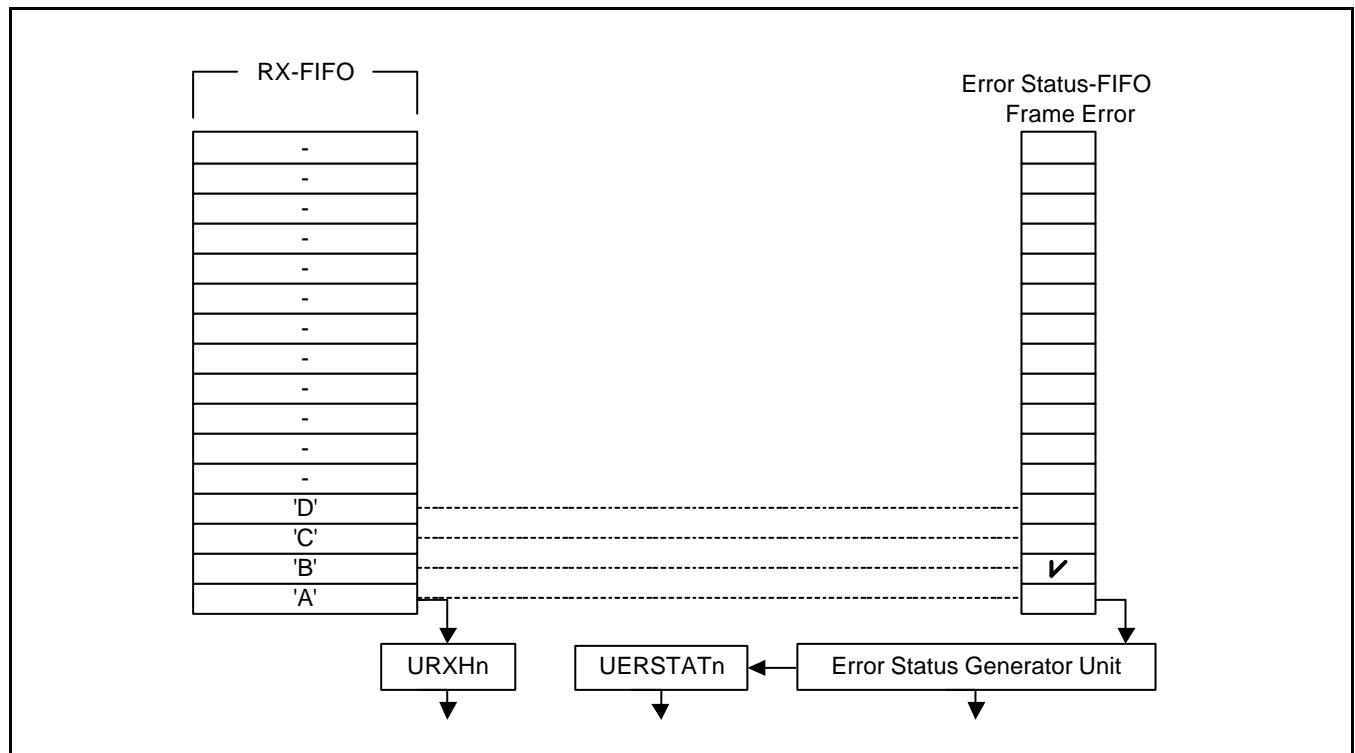 RX-FIFO
Error Status-FIFO
Frame Error
-
-
-
-
-
-
-
-
-
-
-
-
'D'
'C'
'B'
'A'
URXHn
UERSTATn
Error Status Generator Unit